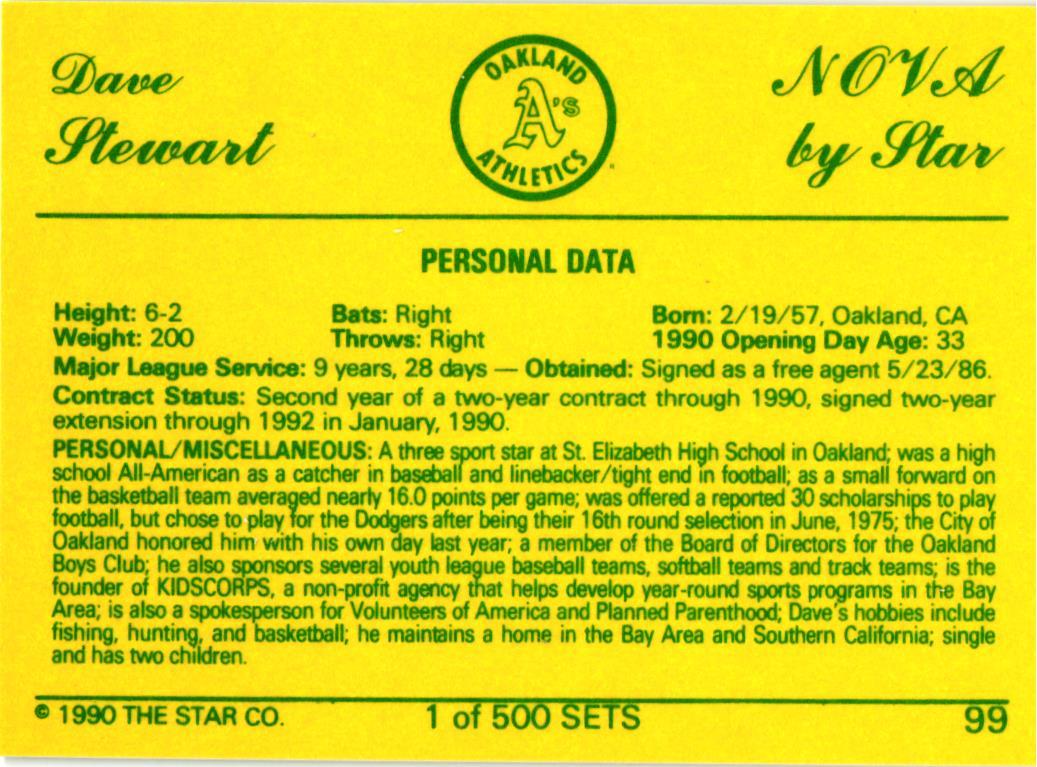 Dave
Stewart
OAKLAND
A's
ATHLETICS
NOVA
by Star
PERSONAL DATA
Height: 6-2 Bats: Right Born: 2/19/57, Oakland, CA
Weight: 200 Throws: Right 1990 Opening Day Age: 33
Major League Service: 9 years, 28 days — Obtained: Signed as a free agent 5/23/86.
Contract Status: Second year of a two-year contract through 1990, signed two-year
extension through 1992 in January, 1990.
PERSONAL/MISCELLANEOUS: A three sport star at St. Elizabeth High School in Oakland; was a high
school All-American as a catcher in baseball and linebacker/tight end in football; as a small forward on
the basketball team averaged nearly 16.0 points per game; was offered a reported 30 scholarships to play
football, but chose to play for the Dodgers after being their 16th round selection in June, 1975; the City of
Oakland honored him with his own day last year; a member of the Board of Directors for the Oakland
Boys Club; he also sponsors several youth league baseball teams, softball teams and track teams; is the
founder of KIDSCORPS, a non-profit agency that helps develop year-round sports programs in the Bay
Area; is also a spokesperson for Volunteers of America and Planned Parenthood; Dave's hobbies include
fishing, hunting, and basketball; he maintains a home in the Bay Area and Southern California; single
and has two children.
© 1990 THE STAR CO. 1 of 500 SETS 99